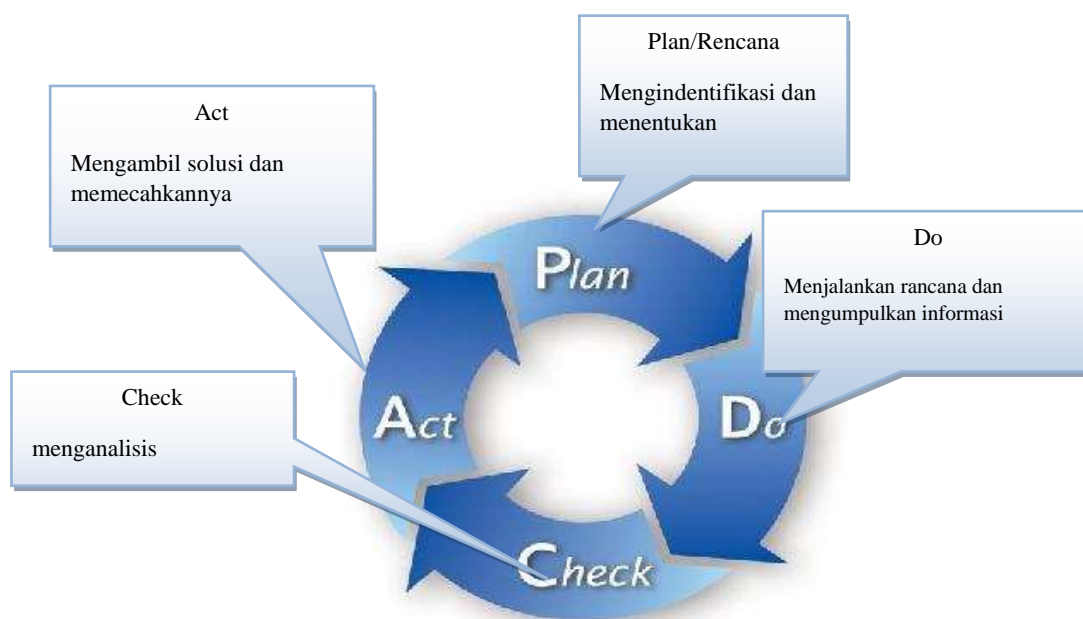 Plan/Rencana
Mengindentifikasi dan
menentukan
Act
Mengambil solusi dan
memecahkannya
Do
Menjalankan rancana dan
mengumpulkan informasi
Check
menganalisis
Plan
Do
Check
Act